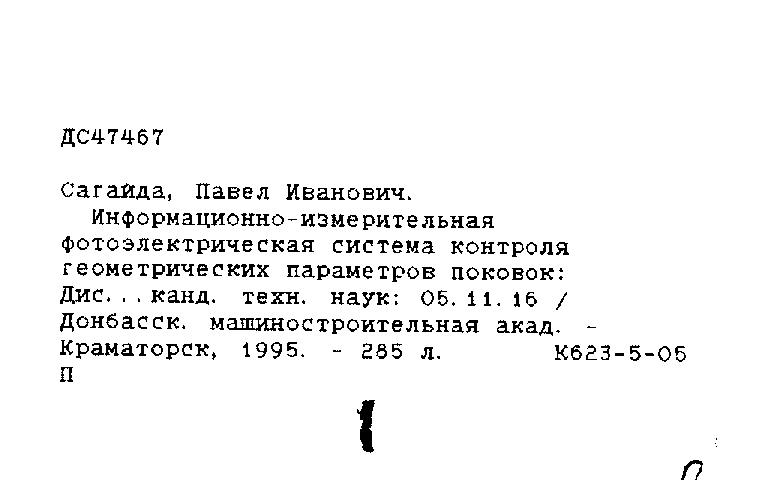 ДС47467
Сагайда, Павел Иванович.
Информационно-измерительная
фотоэлектрическая система контроля
геометрических параметров поковок:
Дис... канд. техн. наук: 05.11.16 /
Донбасск. машиностроительная акад. -
Краматорск, 1995. - 285 л. К623-5-05
П
1